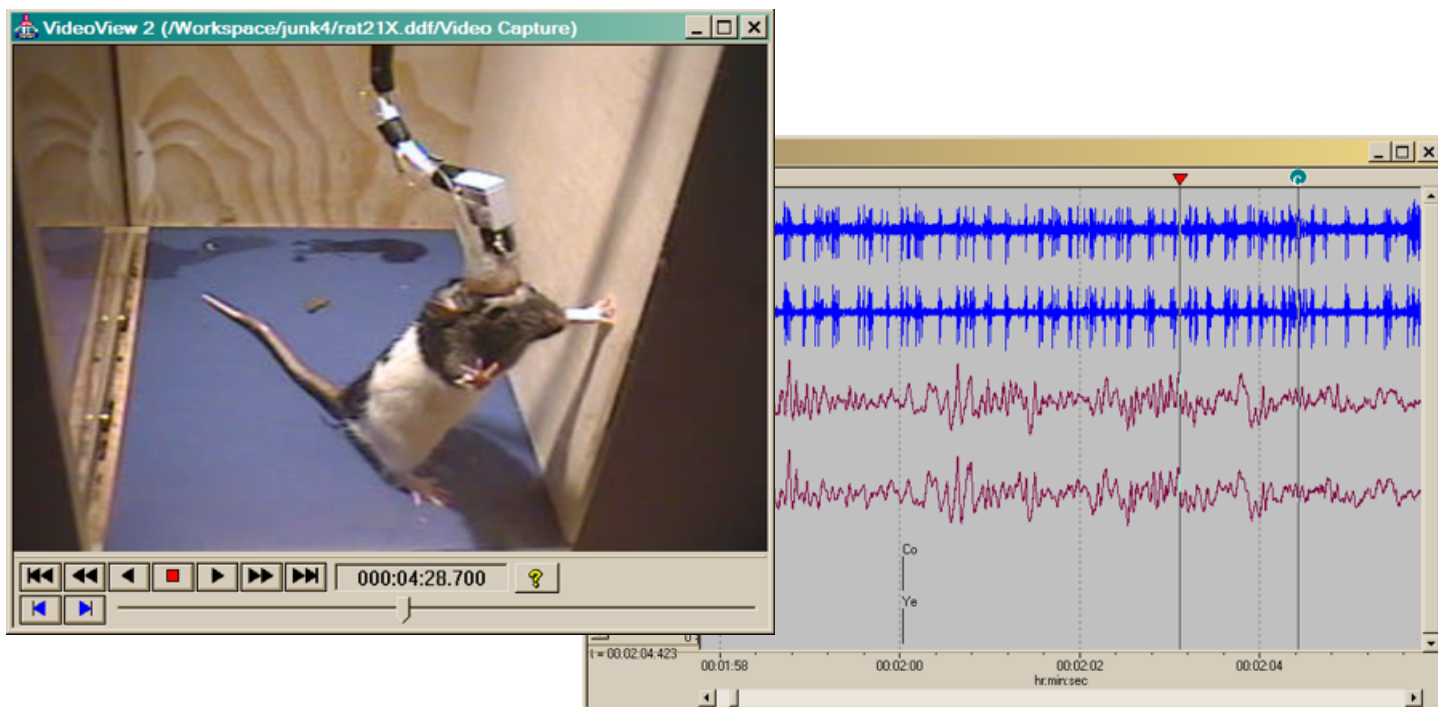 VideoView 2 (/Workspace/junk4/rat21X.ddf/Video Capture)
000:04:28.700
?
C
Co
Ye
t = 00:02:04.423
00:01:58
00:02:00
00:02:02
00:02:04
hr:min:sec